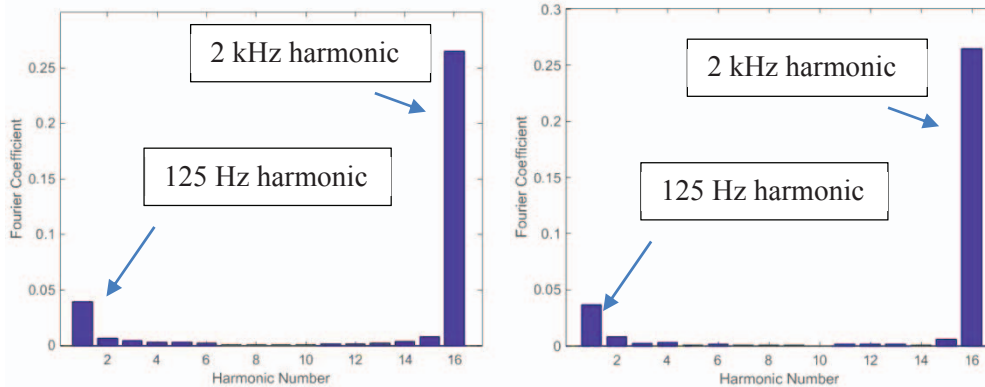 2 kHz harmonic
125 Hz harmonic
Fourier Coefficient
0.25
0.2
0.15
0.1
0.05
0
2 4 6 8 10 12 14 16
Harmonic Number
2 kHz harmonic
125 Hz harmonic
Fourier Coefficient
0.3
0.25
0.2
0.15
0.1
0.05
0
2 4 6 8 10 12 14 16
Harmonic Number